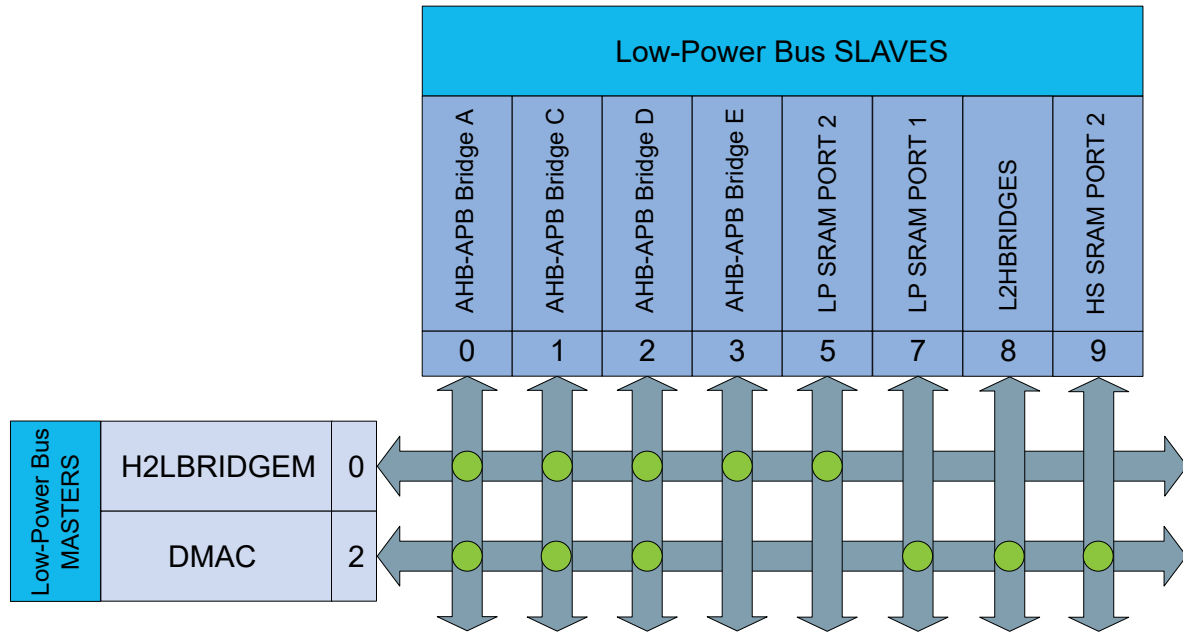 Low-Power Bus SLAVES
AHB-APB Bridge A
AHB-APB Bridge C
AHB-APB Bridge D
AHB-APB Bridge E
LP SRAM PORT 2
LP SRAM PORT 1
L2HBRIDGES
HS SRAM PORT 2
0 1 2 3 5 7 8 9
Low-Power Bus
MASTERS
H2LBRIDGEM 0
DMAC 2